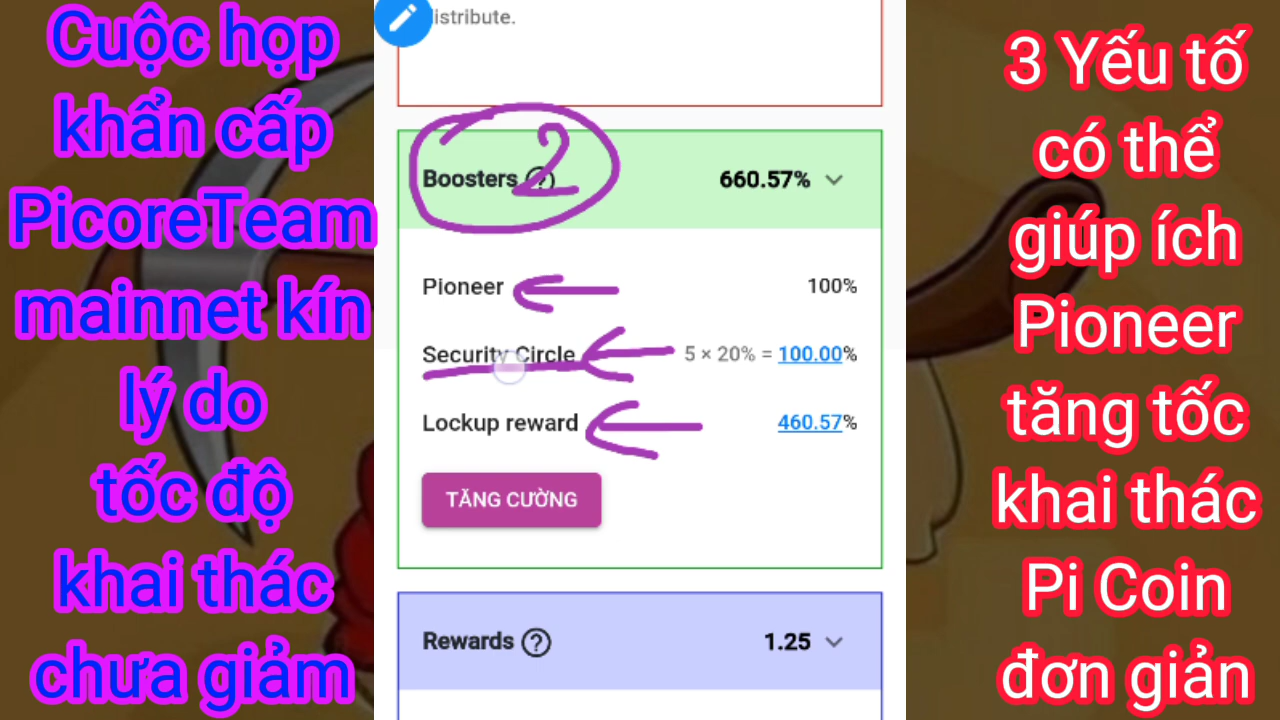 Cuộc họp
khẩn cấp
PicoreTeam
mainnet kín
lý do
tốc độ
khai thác
chưa giảm
istribute.
2
Boosters ? 660.57%
Pioneer 100%
Security Circle 5 × 20% = 100.00%
Lockup reward 460.57%
TĂNG CƯỜNG
Rewards ? 1.25
3 Yếu tố
có thể
giúp ích
Pioneer
tăng tốc
khai thác
Pi Coin
đơn giản